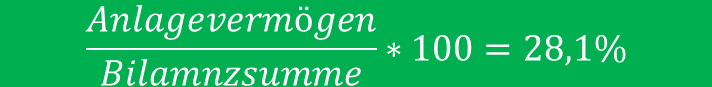 Anlagevermögen
Bilamnzsumme
* 100 = 28,1%